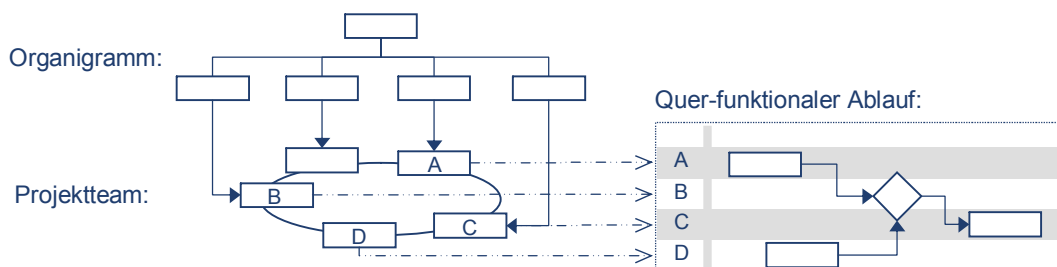 Organigramm:
Quer-funktionaler Ablauf:
A
A
Projektteam:
B
B
C
C
D
D